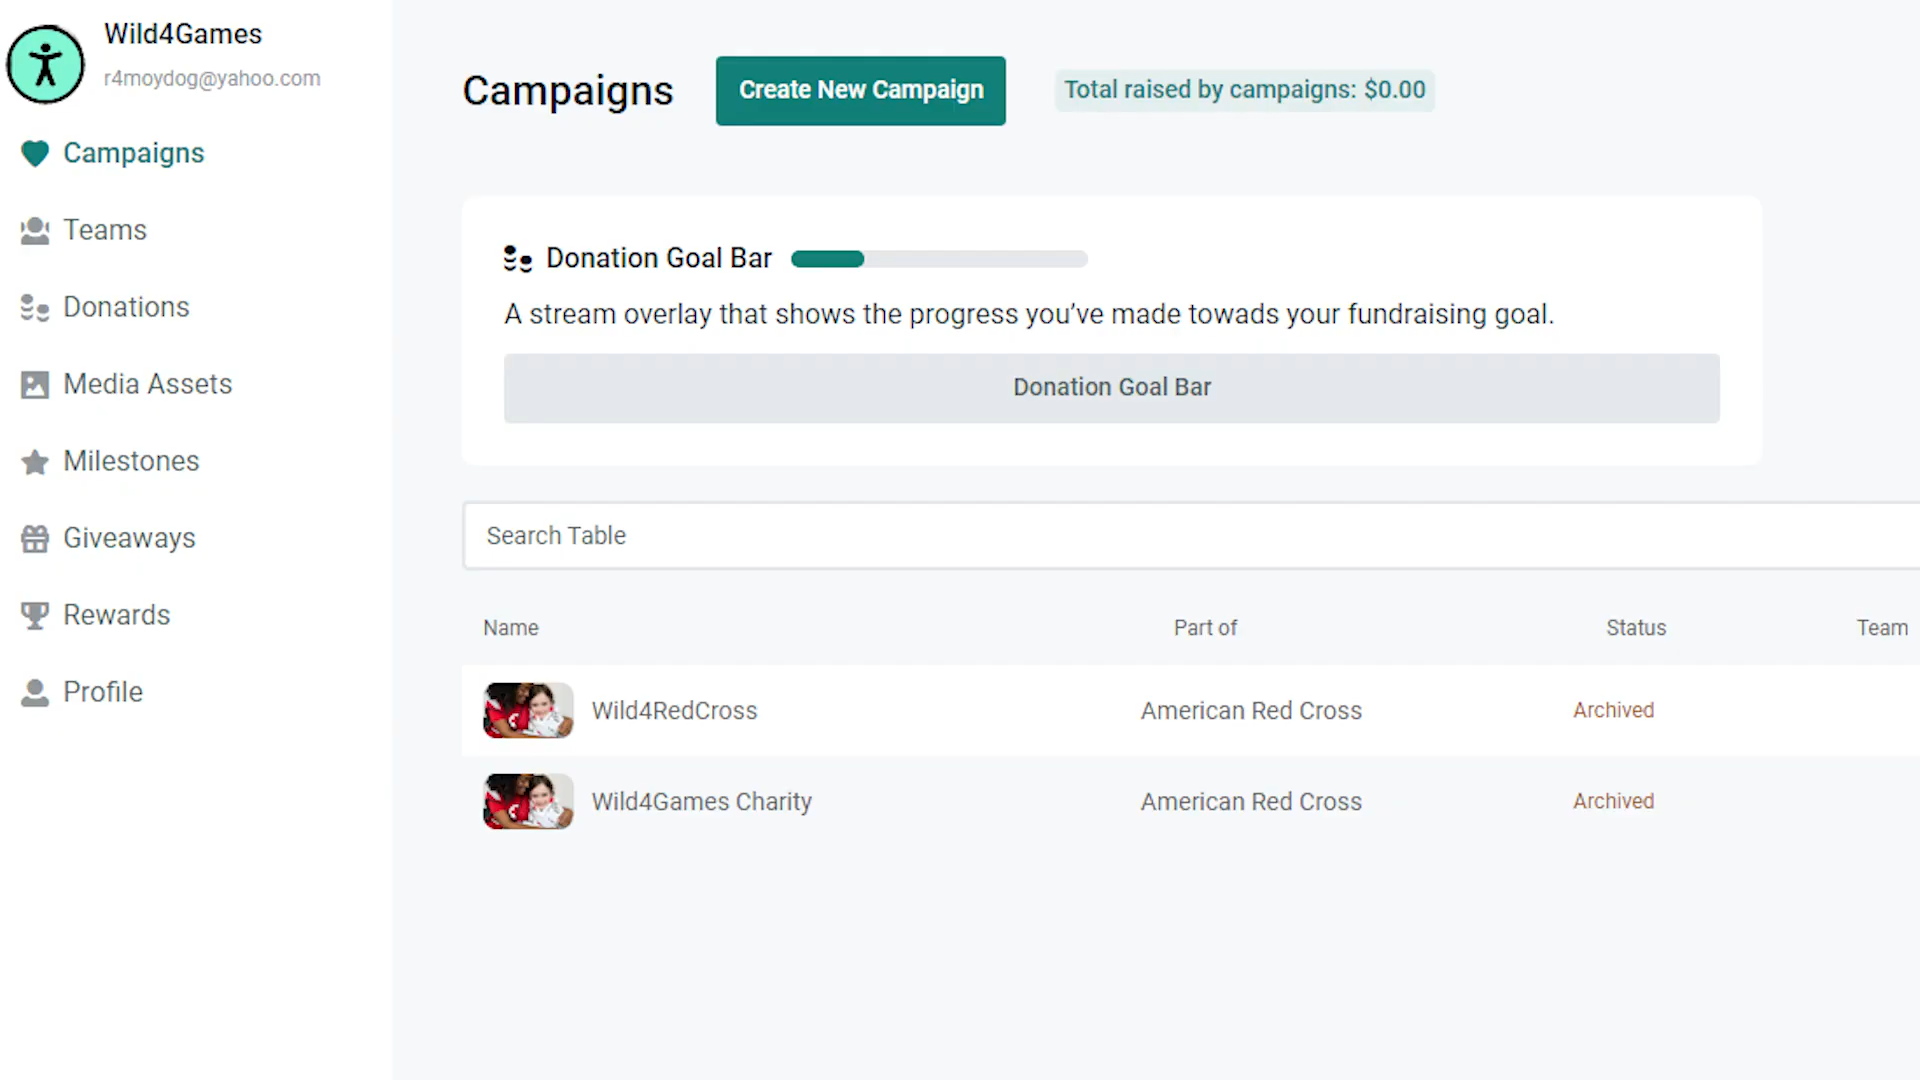 Wild4Games
r4moydog@yahoo.com
Campaigns
Teams
Donations
Media Assets
Milestones
Giveaways
Rewards
Profile
Campaigns
Create New Campaign
Total raised by campaigns: $0.00
Donation Goal Bar
A stream overlay that shows the progress you’ve made towads your fundraising goal.
Donation Goal Bar
Search Table
Name Part of Status Team
Wild4RedCross American Red Cross Archived
Wild4Games Charity American Red Cross Archived